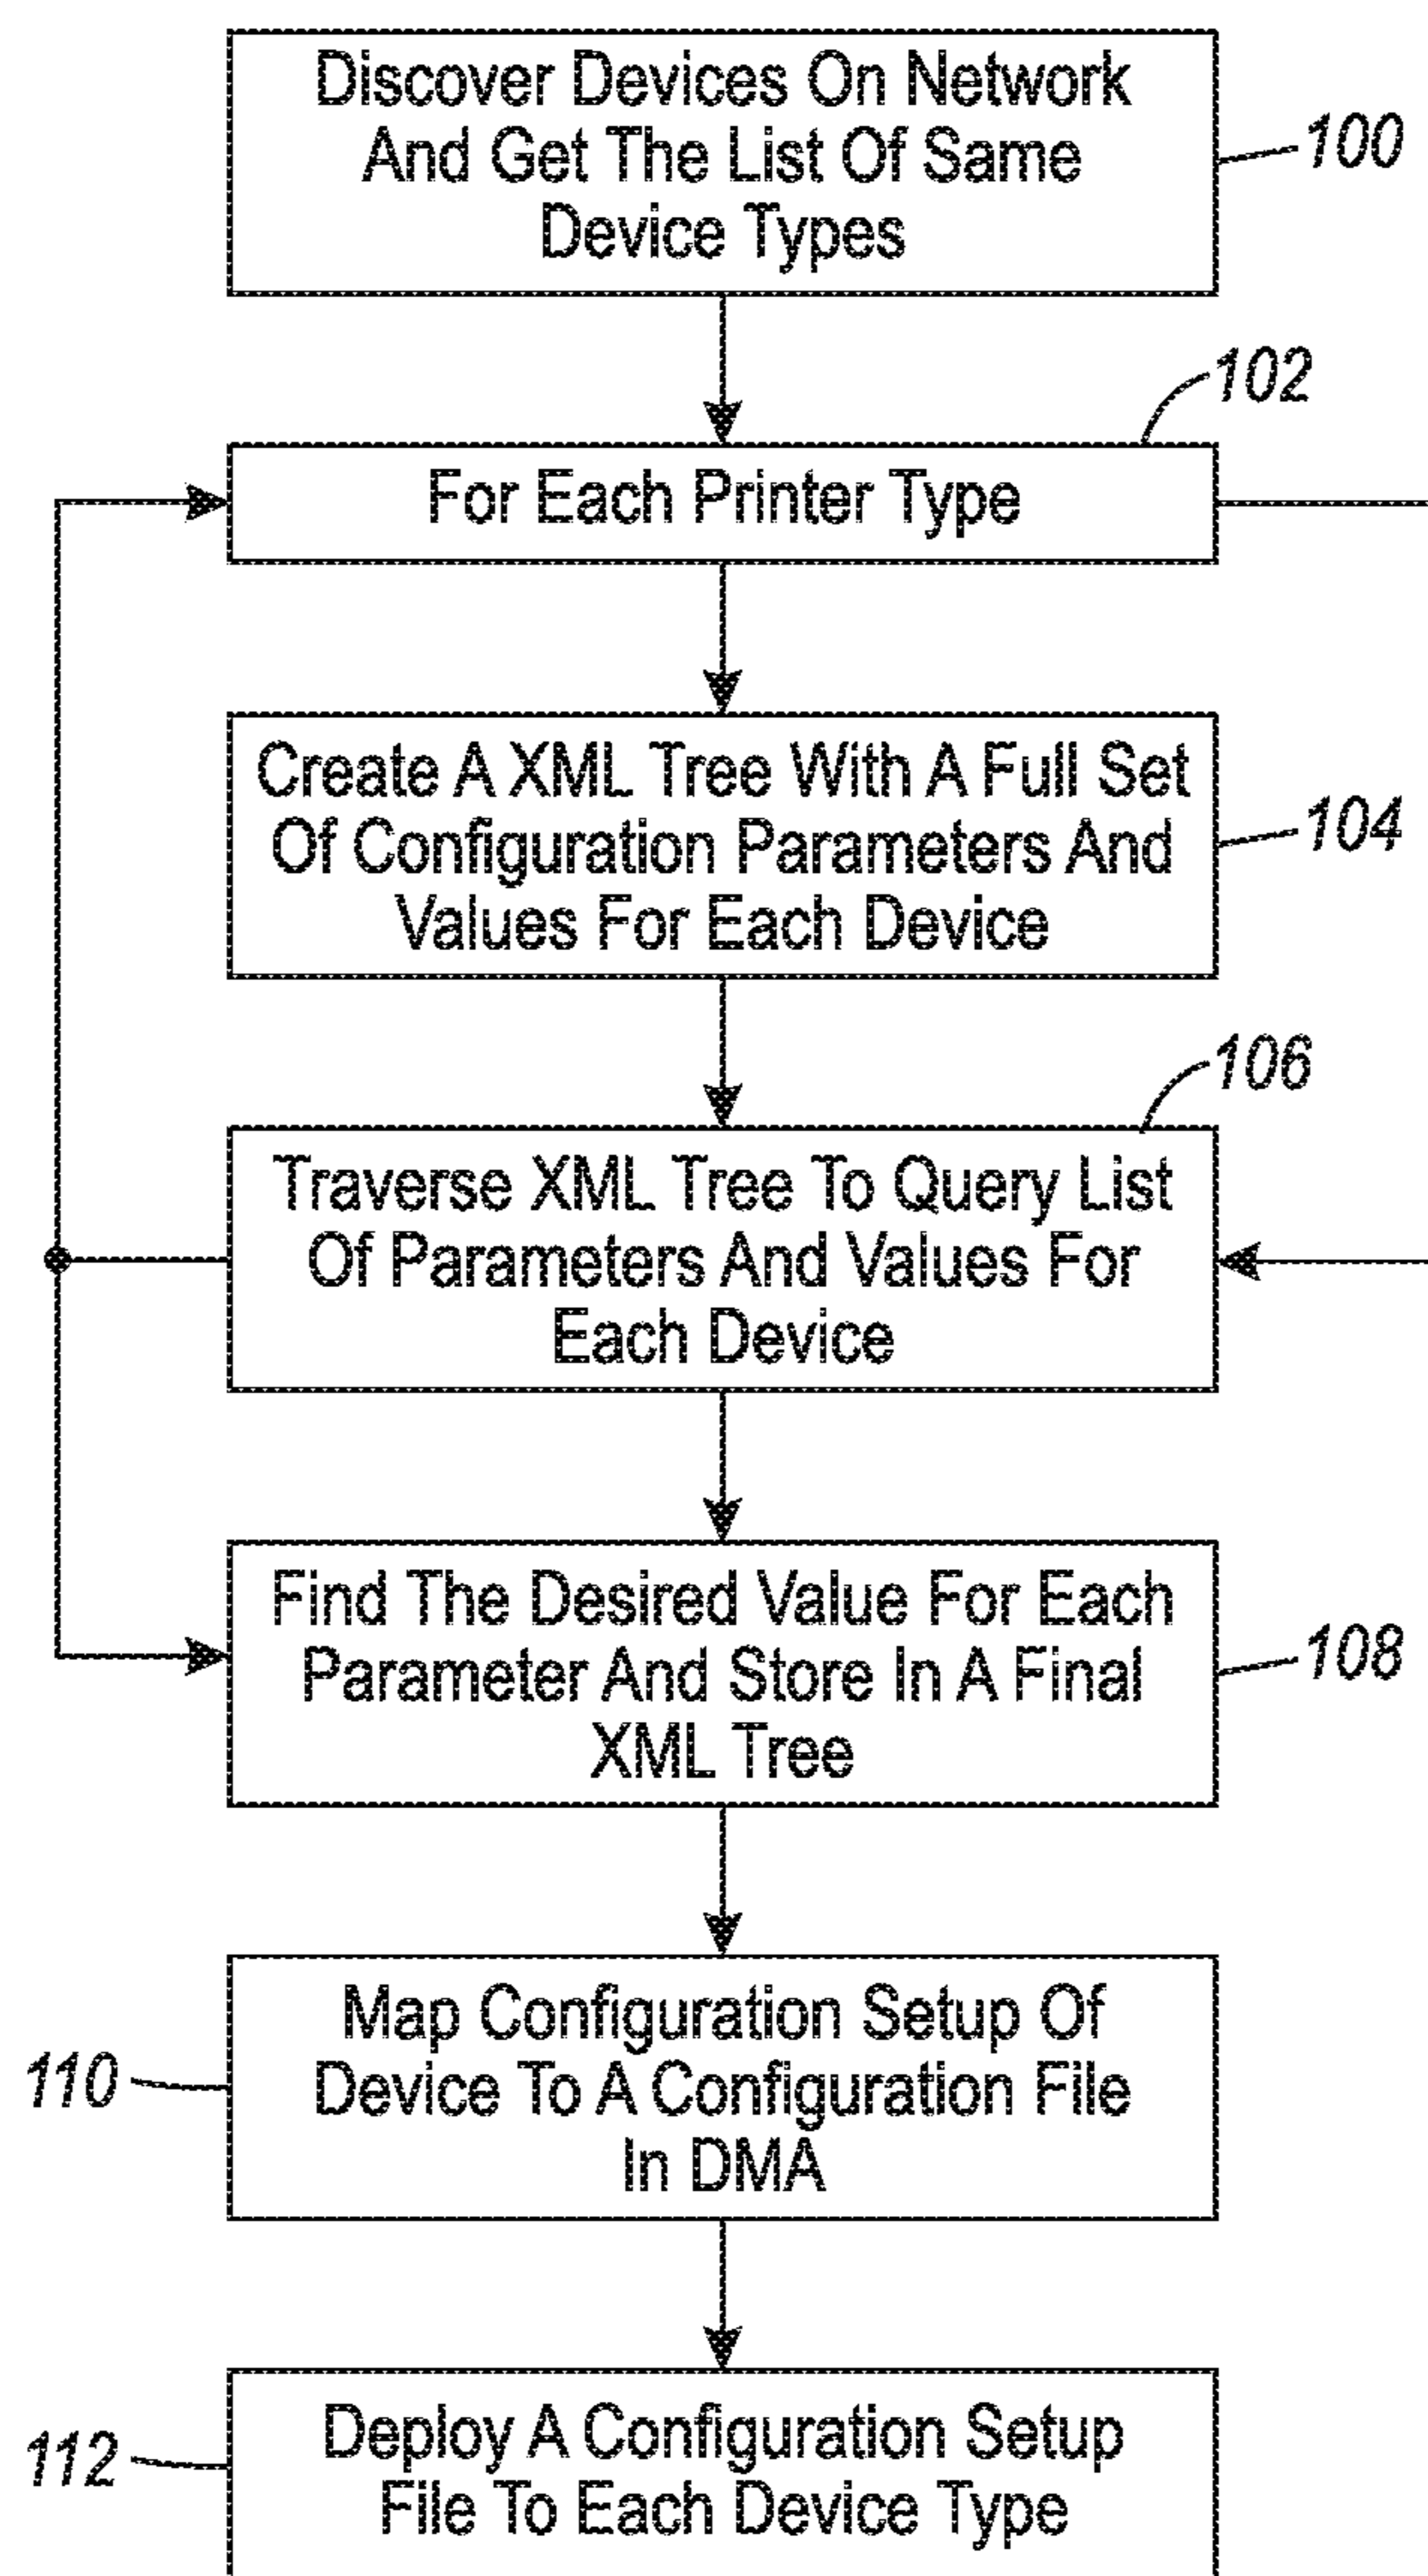 Discover Devices On Network
And Get The List Of Same
Device Types
100
102
For Each Printer Type
Create A XML Tree With A Full Set
Of Configuration Parameters And
Values For Each Device
104
106
Traverse XML Tree To Query List
Of Parameters And Values For
Each Device
Find The Desired Value For Each
Parameter And Store In A Final
XML Tree
108
Map Configuration Setup Of
Device To A Configuration File
In DMA
110
Deploy A Configuration Setup
File To Each Device Type
112